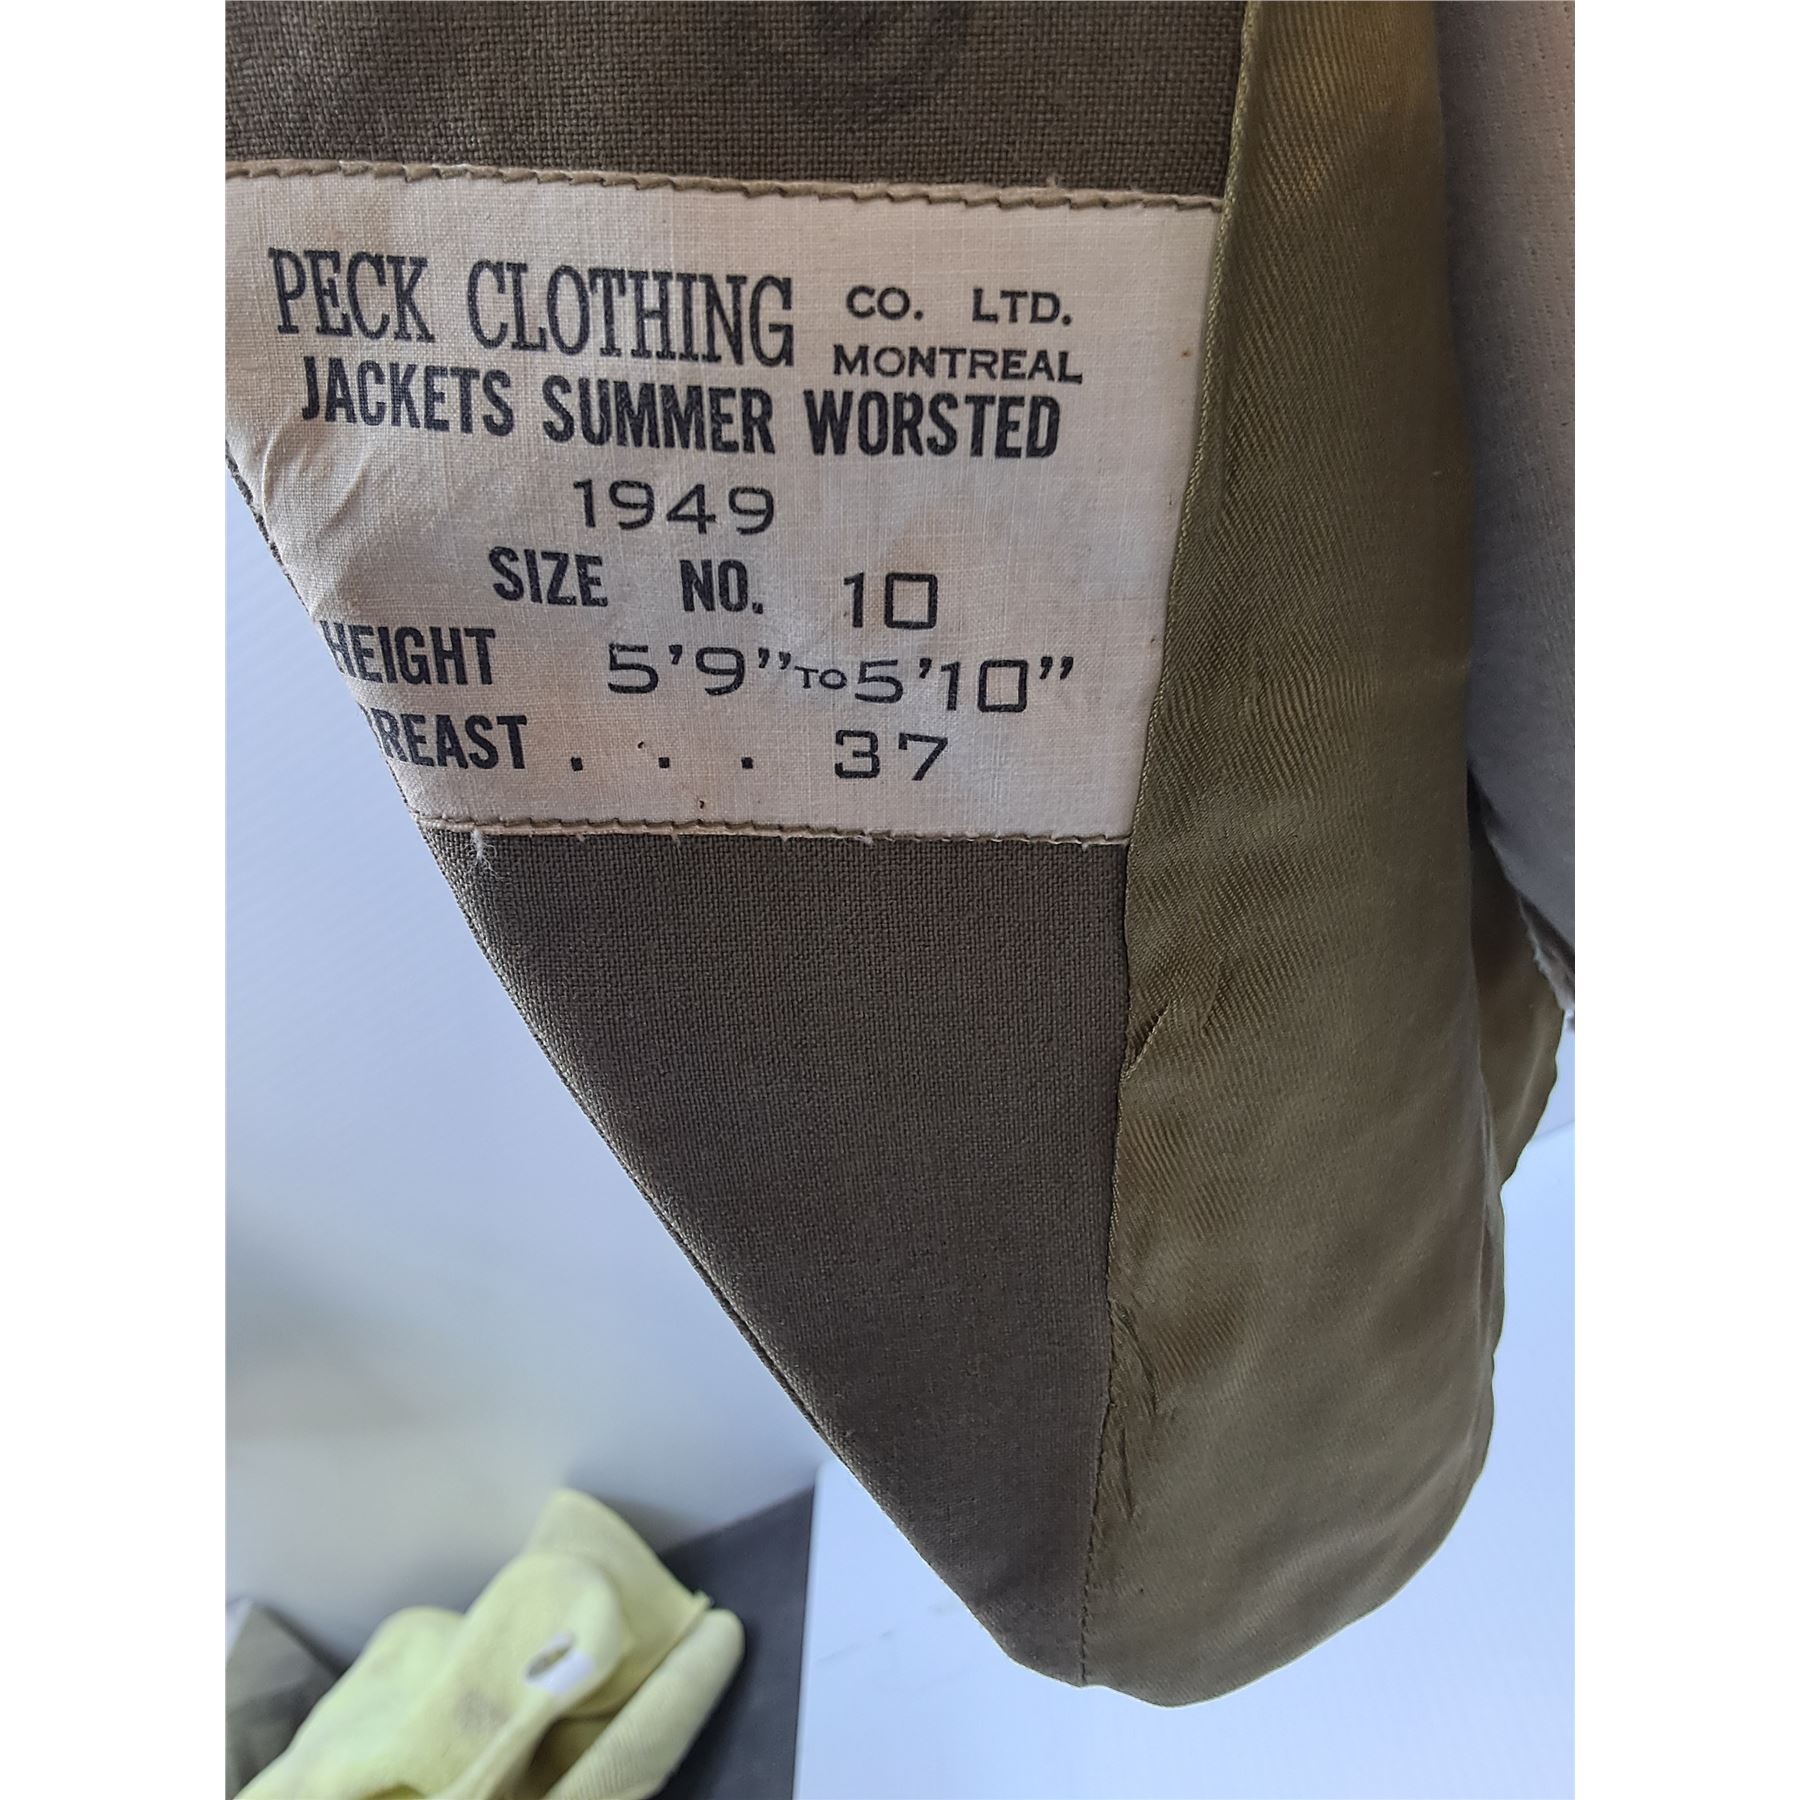 PECK CLOTHING CO. LTD.
MONTREAL
JACKETS SUMMER WORSTED
1949
SIZE NO. 10
HEIGHT 5'9" TO 5'10"
BREAST . . . 37